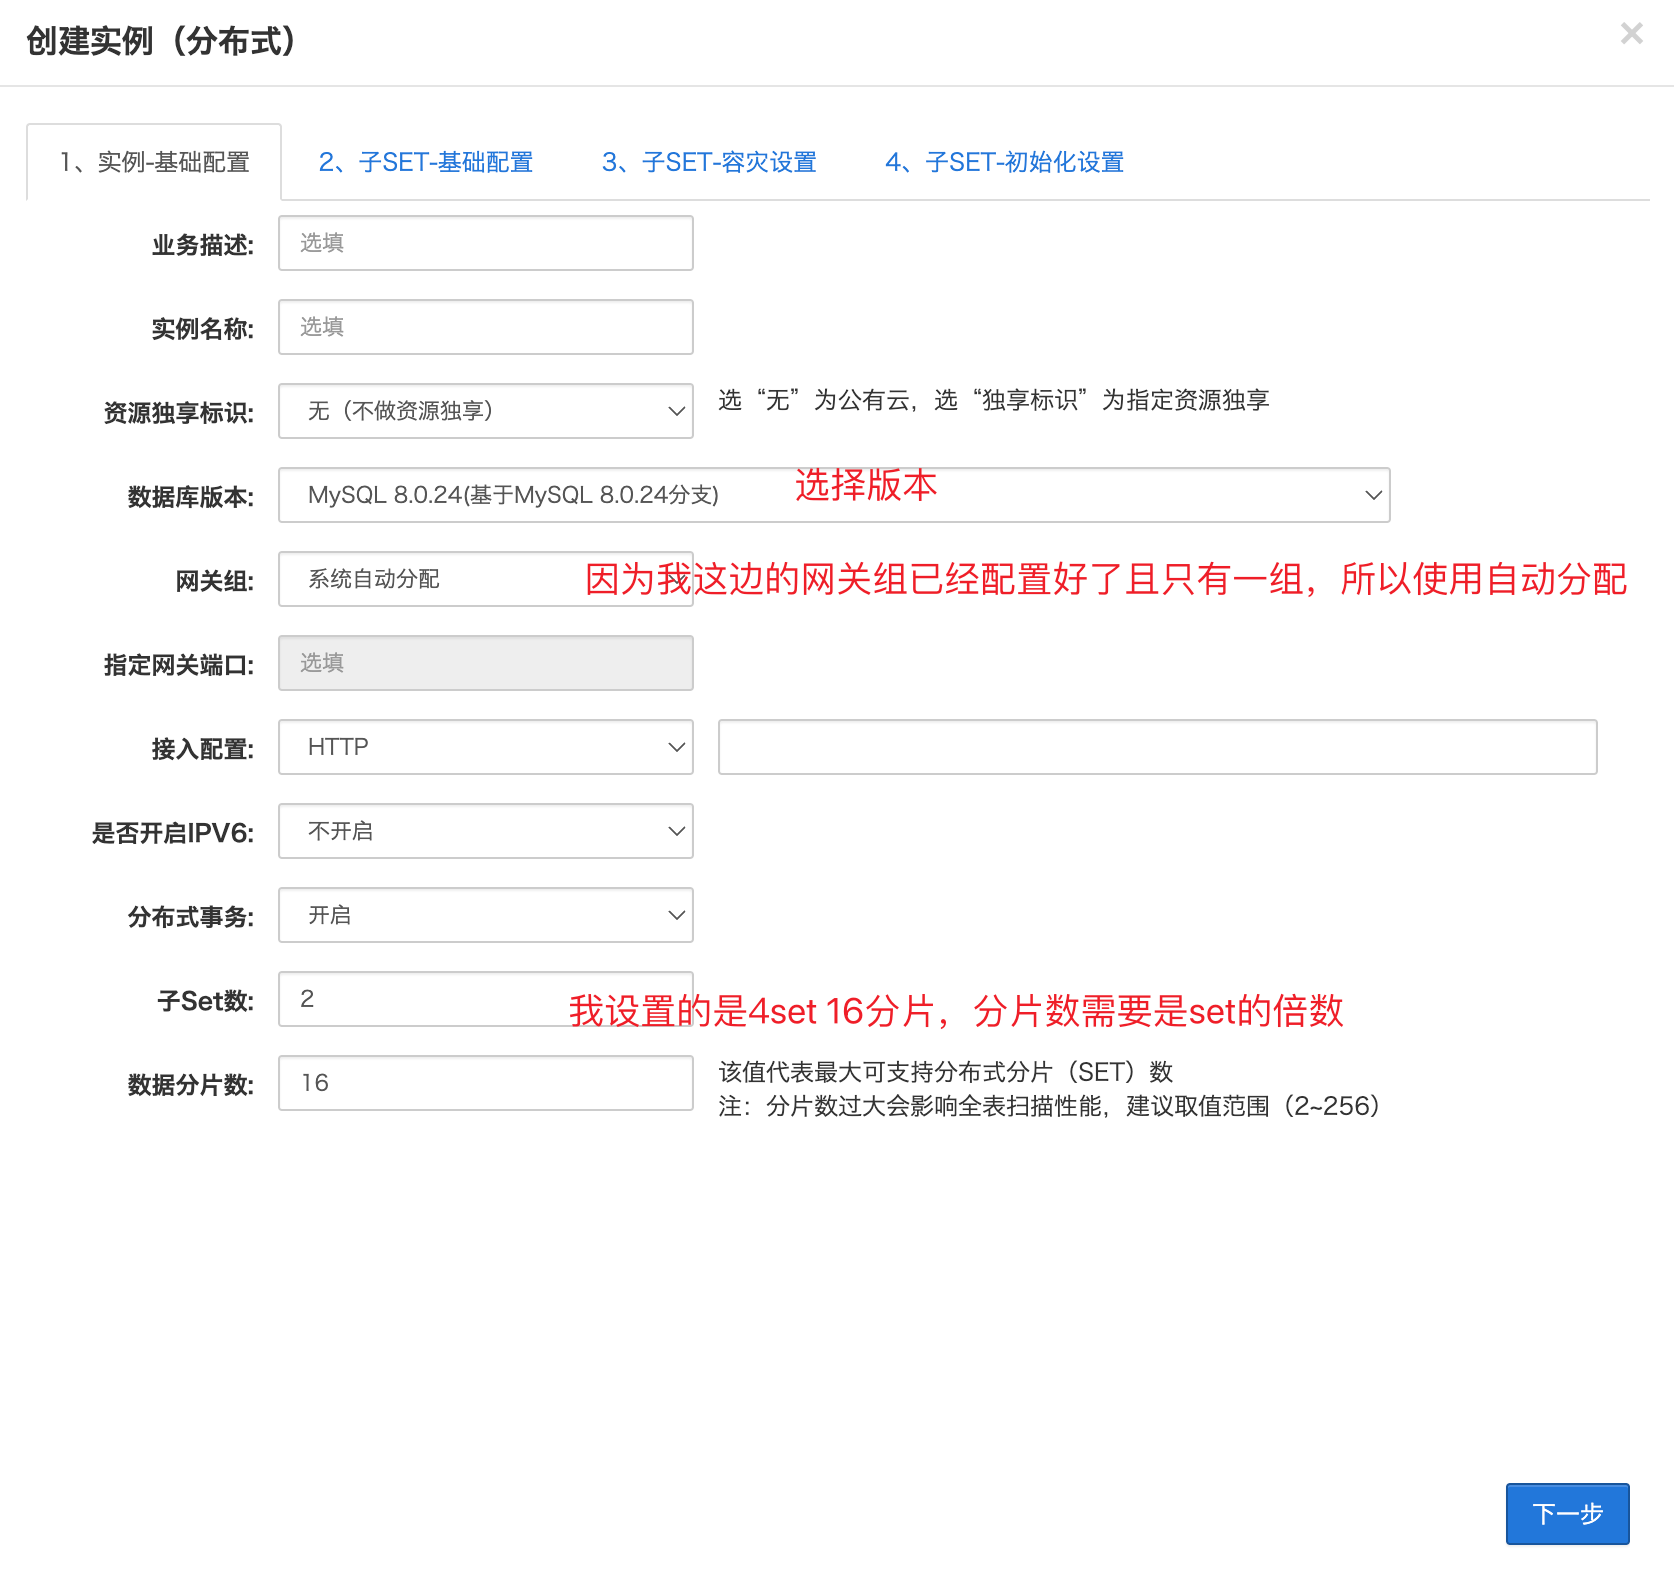 创建实例（分布式）
×
1、实例-基础配置
2、子SET-基础配置
3、子SET-容灾设置
4、子SET-初始化设置
业务描述:
选填
实例名称:
选填
资源独享标识:
无（不做资源独享）
选“无”为公有云，选“独享标识”为指定资源独享
数据库版本:
MySQL 8.0.24(基于MySQL 8.0.24分支)
选择版本
网关组:
系统自动分配
因为我这边的网关组已经配置好了且只有一组，所以使用自动分配
指定网关端口:
选填
接入配置:
HTTP
是否开启IPV6:
不开启
分布式事务:
开启
子Set数:
2
我设置的是4set 16分片，分片数需要是set的倍数
数据分片数:
16
该值代表最大可支持分布式分片（SET）数
注：分片数过大会影响全表扫描性能，建议取值范围（2~256）
下一步